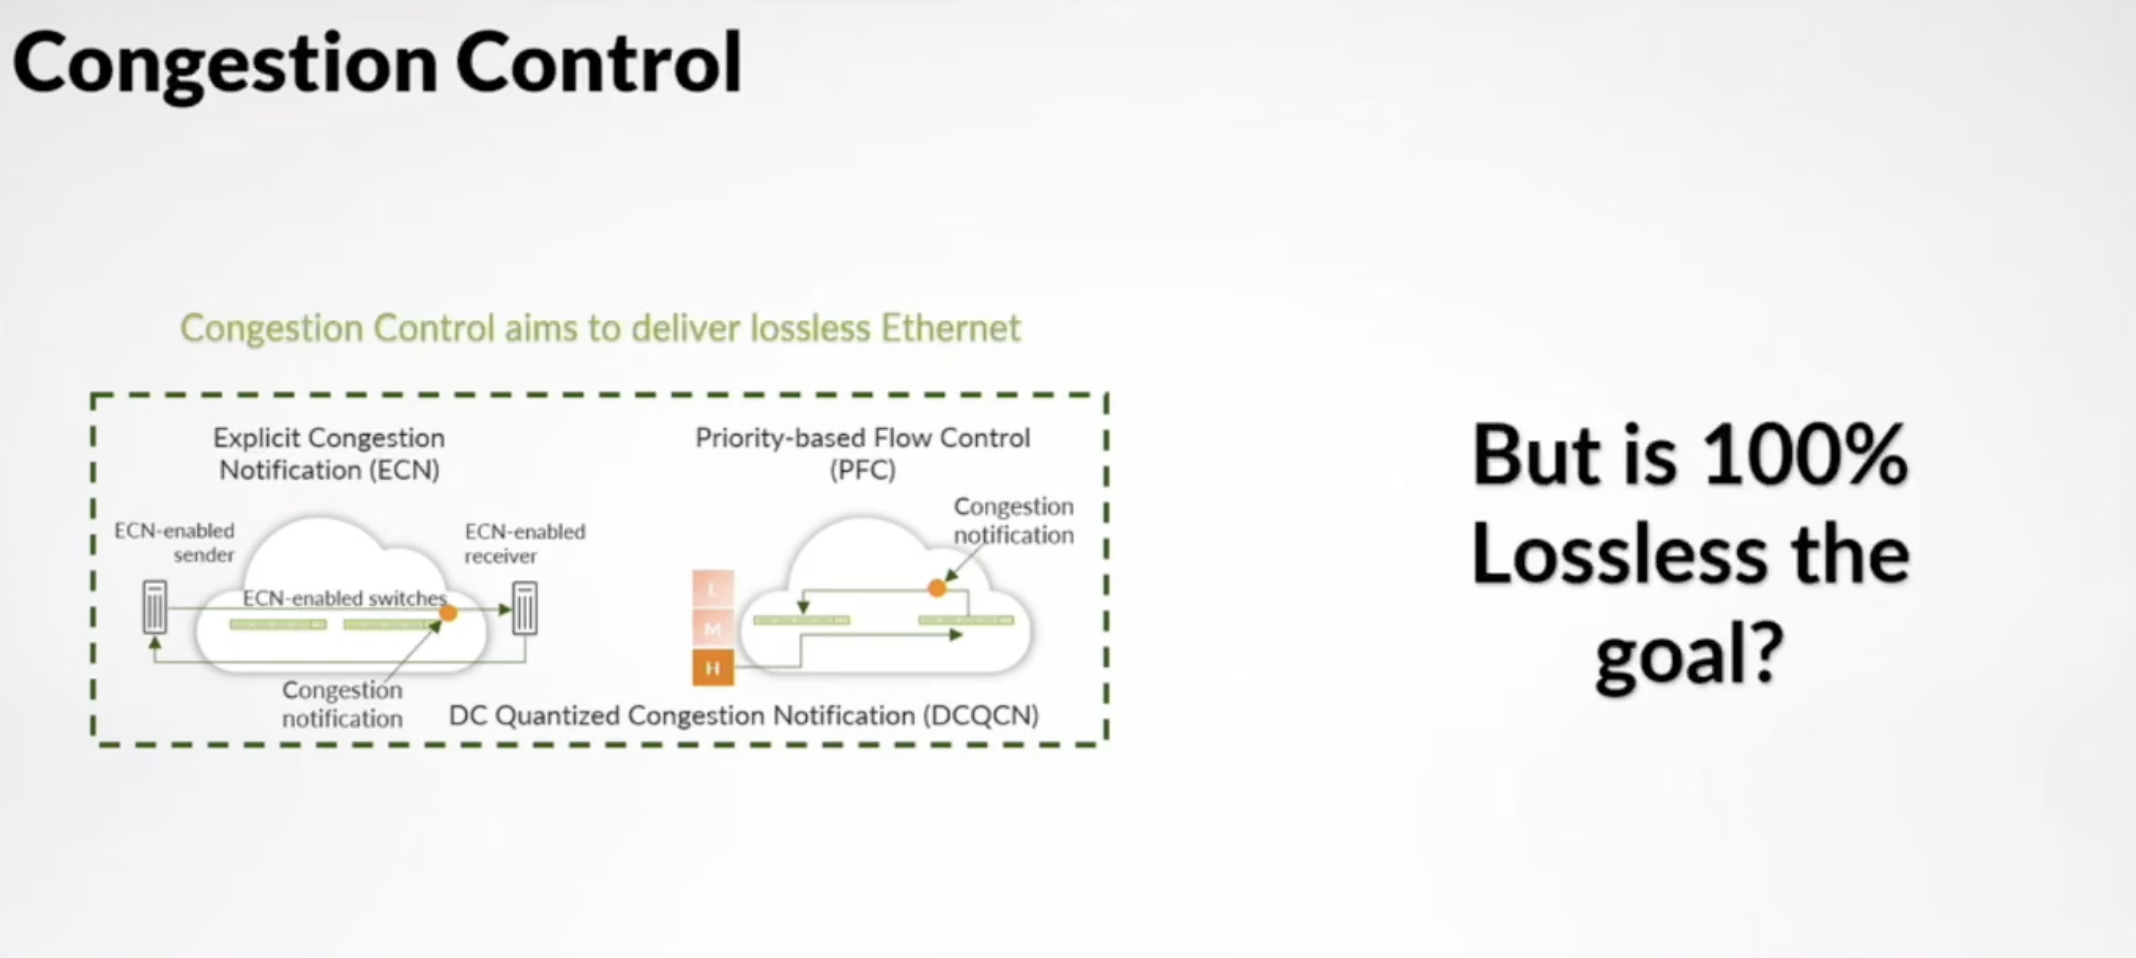 Congestion Control
Congestion Control aims to deliver lossless Ethernet
Explicit Congestion
Notification (ECN)
ECN-enabled
sender
ECN-enabled
receiver
ECN-enabled switches
Congestion
notification
Priority-based Flow Control
(PFC)
Congestion
notification
L
M
H
DC Quantized Congestion Notification (DCQCN)
But is 100%
Lossless the
goal?